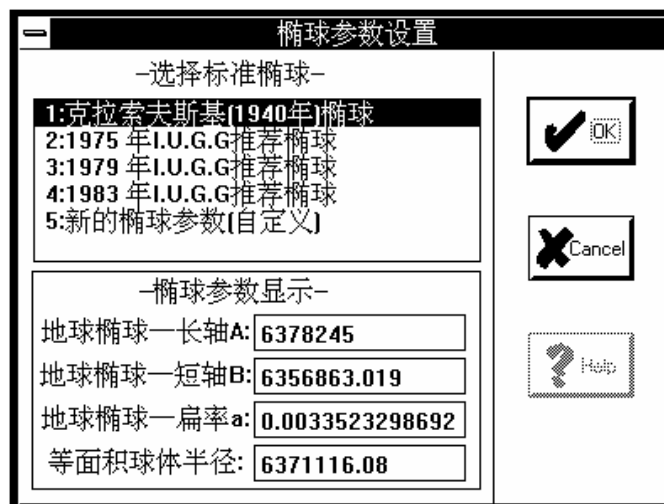 椭球参数设置
-选择标准椭球-
1:克拉索夫斯基(1940年)椭球
2:1975 年I.U.G.G推荐椭球
3:1979 年I.U.G.G推荐椭球
4:1983 年I.U.G.G推荐椭球
5:新的椭球参数(自定义)
-椭球参数显示-
地球椭球一长轴A: 6378245
地球椭球一短轴B: 6356863.019
地球椭球一扁率a: 0.0033523298692
等面积球体半径: 6371116.08
OK
Cancel
Help